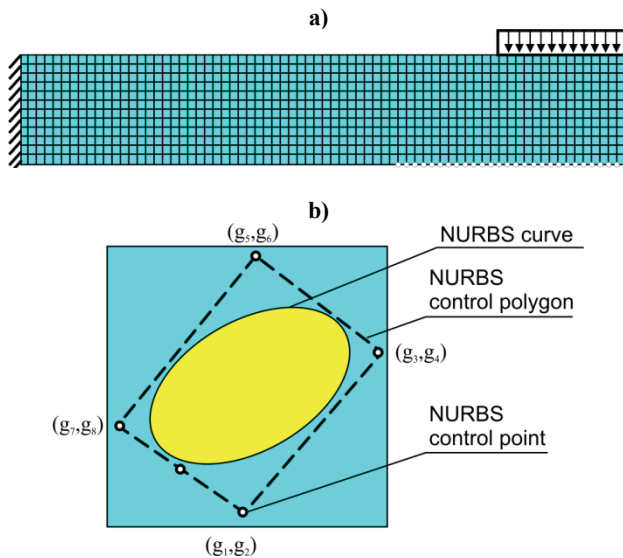 a)
b)
(g₅,g₆)
NURBS curve
NURBS
control polygon
(g₃,g₄)
(g₇,g₈)
NURBS
control point
(g₁,g₂)